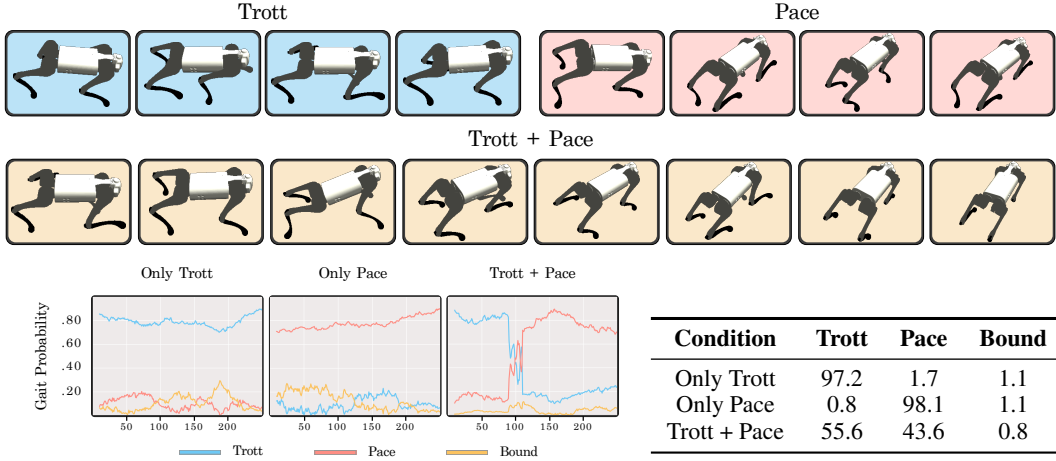 Trott
Pace
Trott + Pace
Only Trott
Only Pace
Trott + Pace
Gait Probability
.80
.60
.40
.20
50 100 150 200
50 100 150 200
50 100 150 200
Trott
Pace
Bound
Condition Trott Pace Bound
Only Trott 97.2 1.7 1.1
Only Pace 0.8 98.1 1.1
Trott + Pace 55.6 43.6 0.8